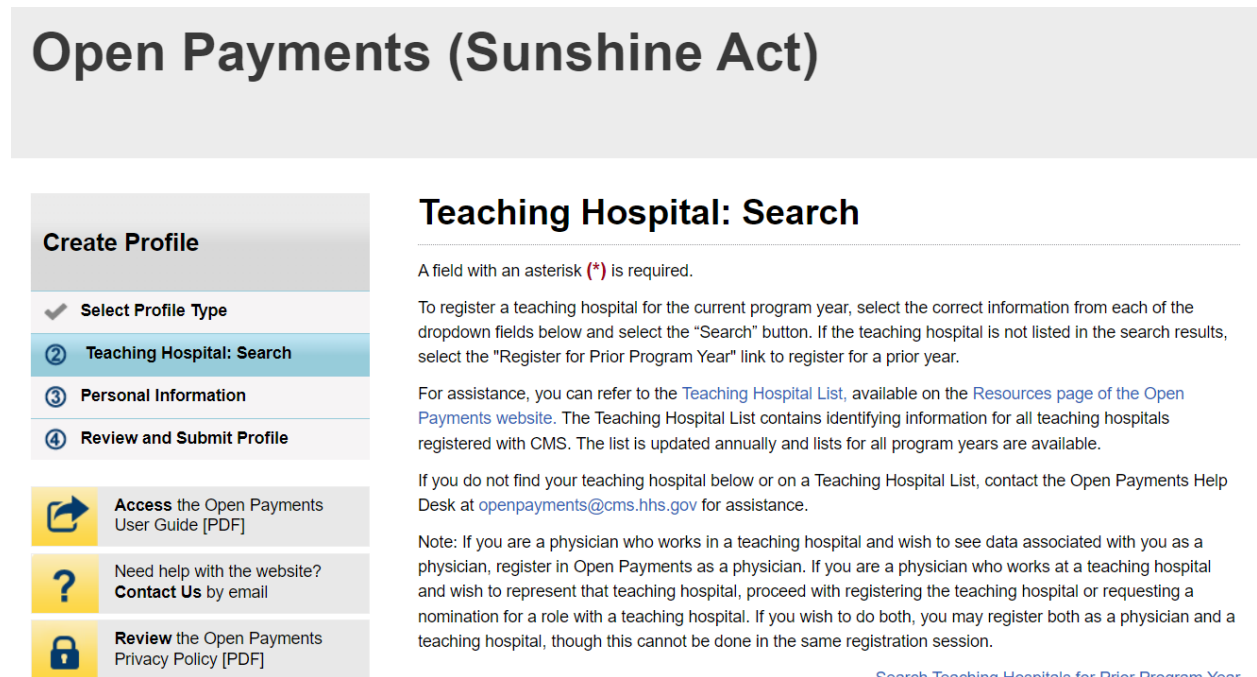 Open Payments (Sunshine Act)
Create Profile
Select Profile Type
2 Teaching Hospital: Search
3 Personal Information
4 Review and Submit Profile
Access the Open Payments
User Guide [PDF]
? Need help with the website?
Contact Us by email
Review the Open Payments
Privacy Policy [PDF]
Teaching Hospital: Search
A field with an asterisk (*) is required.
To register a teaching hospital for the current program year, select the correct information from each of the
dropdown fields below and select the “Search” button. If the teaching hospital is not listed in the search results,
select the "Register for Prior Program Year" link to register for a prior year.
For assistance, you can refer to the Teaching Hospital List, available on the Resources page of the Open
Payments website. The Teaching Hospital List contains identifying information for all teaching hospitals
registered with CMS. The list is updated annually and lists for all program years are available.
If you do not find your teaching hospital below or on a Teaching Hospital List, contact the Open Payments Help
Desk at openpayments@cms.hhs.gov for assistance.
Note: If you are a physician who works in a teaching hospital and wish to see data associated with you as a
physician, register in Open Payments as a physician. If you are a physician who works at a teaching hospital
and wish to represent that teaching hospital, proceed with registering the teaching hospital or requesting a
nomination for a role with a teaching hospital. If you wish to do both, you may register both as a physician and a
teaching hospital, though this cannot be done in the same registration session.
Search Teaching Hospitals for Prior Program Year